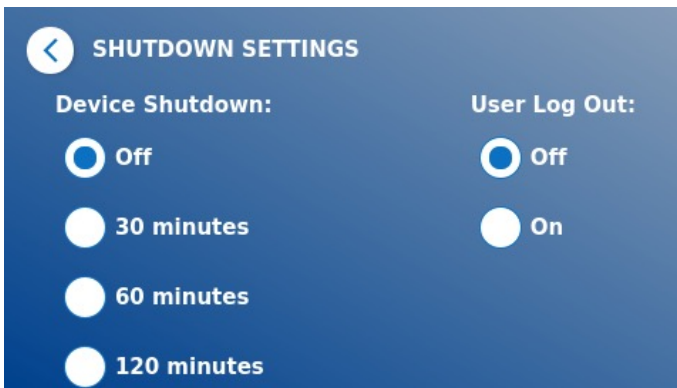 SHUTDOWN SETTINGS
Device Shutdown:
Off
30 minutes
60 minutes
120 minutes
User Log Out:
Off
On